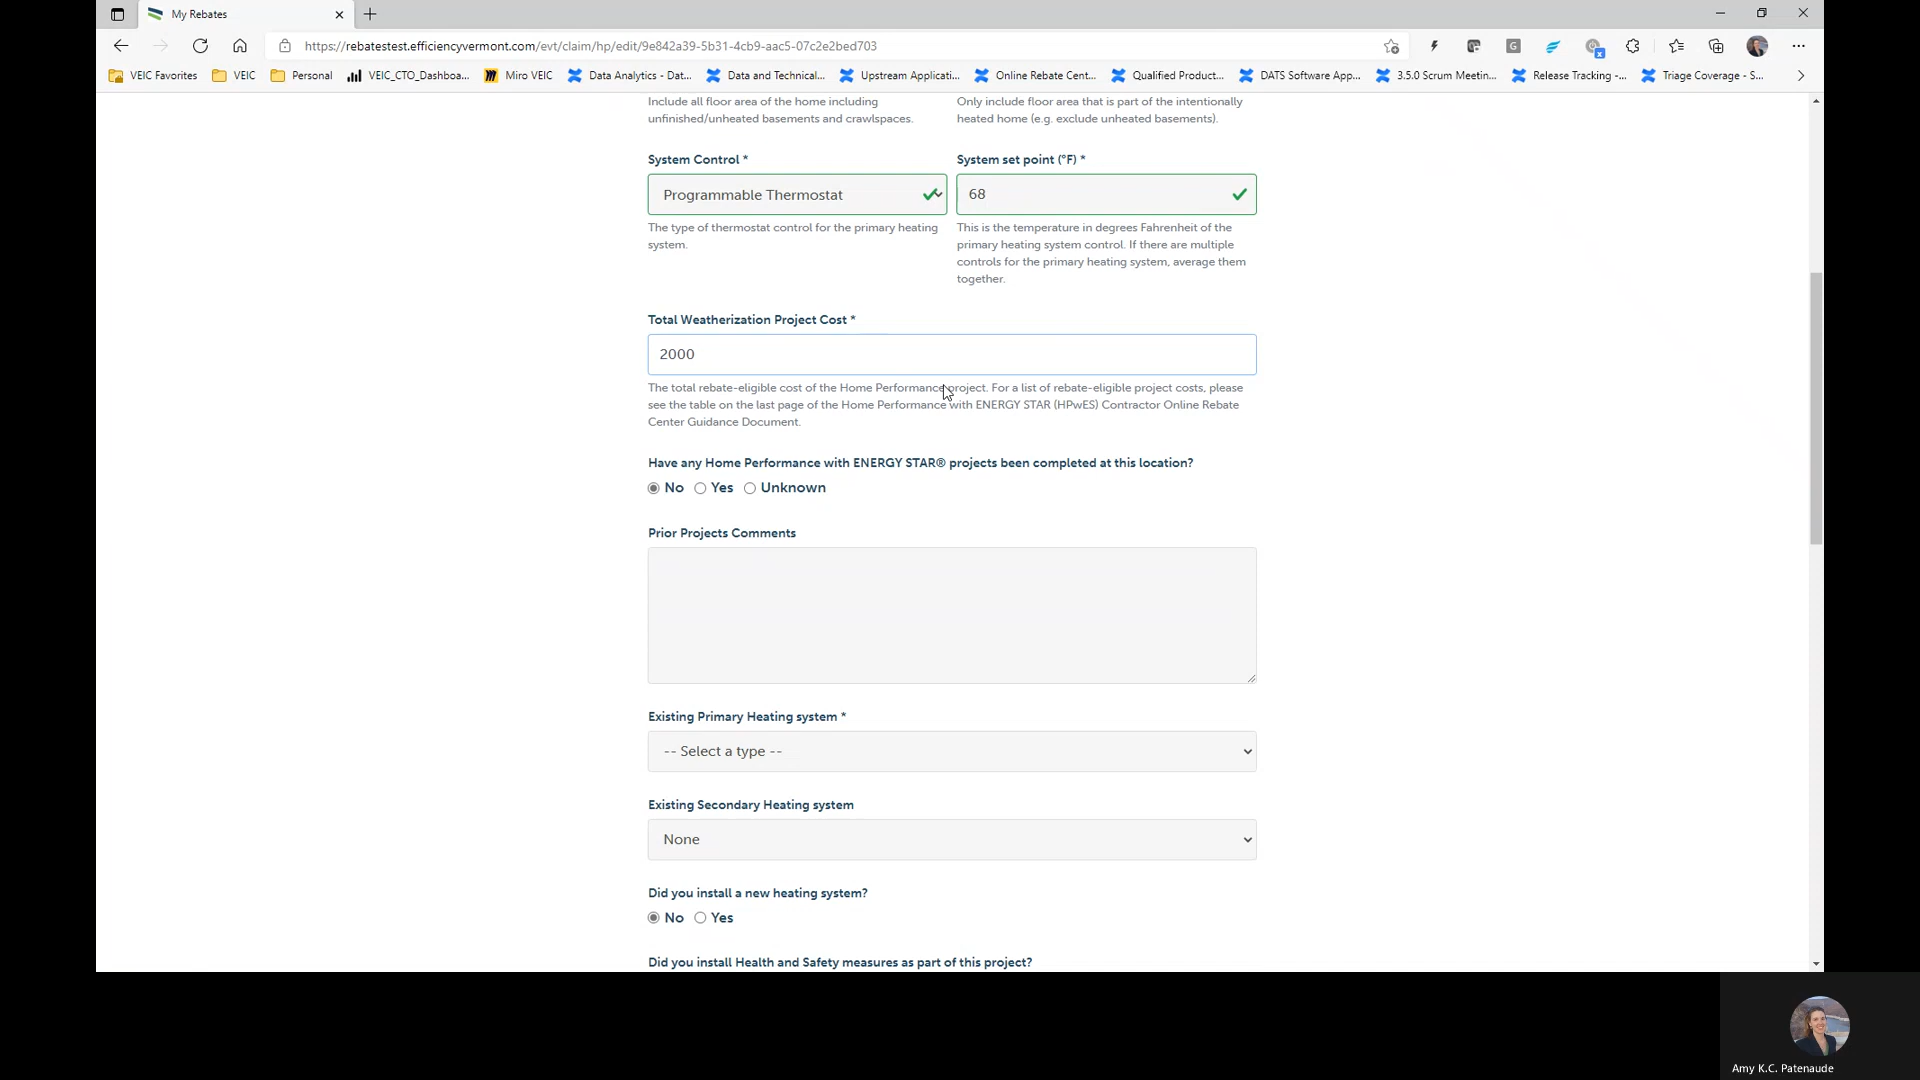 My Rebates
https://rebatestest.efficiencyvermont.com/evt/claim/hp/edit/9e842a39-5b31-4cb9-aac5-07c2e2bed703
VEIC Favorites VEIC Personal VEIC_CTO_Dashboa... Miro VEIC Data Analytics - Dat... Data and Technical... Upstream Applicati... Online Rebate Cent... Qualified Product... DATS Software App... 3.5.0 Scrum Meetin... Release Tracking -... Triage Coverage - S...
Include all floor area of the home including
unfinished/unheated basements and crawlspaces.
Only include floor area that is part of the intentionally
heated home (e.g. exclude unheated basements).
System Control *
Programmable Thermostat
The type of thermostat control for the primary heating
system.
System set point (°F) *
68
This is the temperature in degrees Fahrenheit of the
primary heating system control. If there are multiple
controls for the primary heating system, average them
together.
Total Weatherization Project Cost *
2000
The total rebate-eligible cost of the Home Performance project. For a list of rebate-eligible project costs, please
see the table on the last page of the Home Performance with ENERGY STAR (HPwES) Contractor Online Rebate
Center Guidance Document.
Have any Home Performance with ENERGY STAR® projects been completed at this location?
No Yes Unknown
Prior Projects Comments
Existing Primary Heating system *
-- Select a type --
Existing Secondary Heating system
None
Did you install a new heating system?
No Yes
Did you install Health and Safety measures as part of this project?
Amy K.C. Patenaude